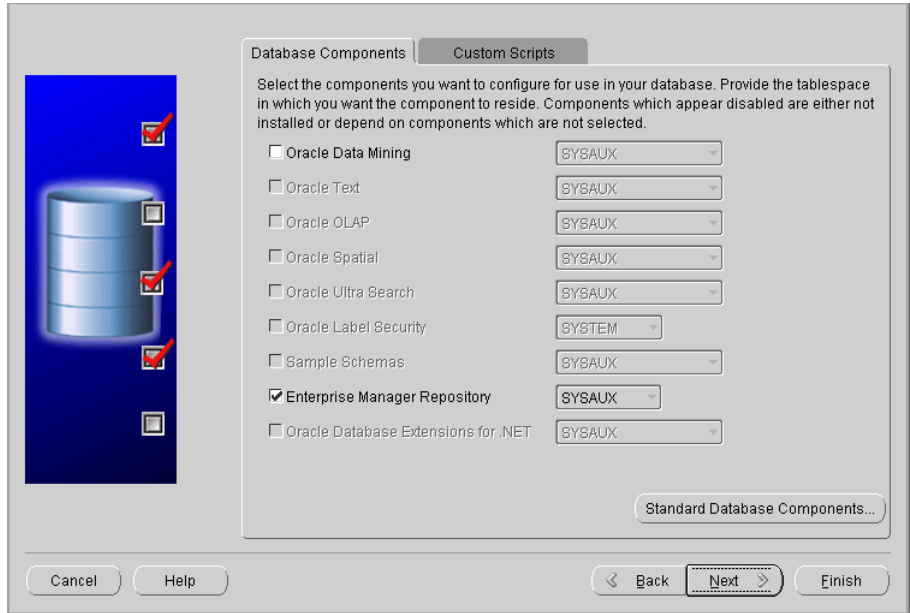 Database Components
Custom Scripts
Select the components you want to configure for use in your database. Provide the tablespace
in which you want the component to reside. Components which appear disabled are either not
installed or depend on components which are not selected.
Oracle Data Mining SYSAUX
Oracle Text SYSAUX
Oracle OLAP SYSAUX
Oracle Spatial SYSAUX
Oracle Ultra Search SYSAUX
Oracle Label Security SYSTEM
Sample Schemas SYSAUX
Enterprise Manager Repository SYSAUX
Oracle Database Extensions for .NET SYSAUX
Standard Database Components...
Cancel Help Back Next Finish